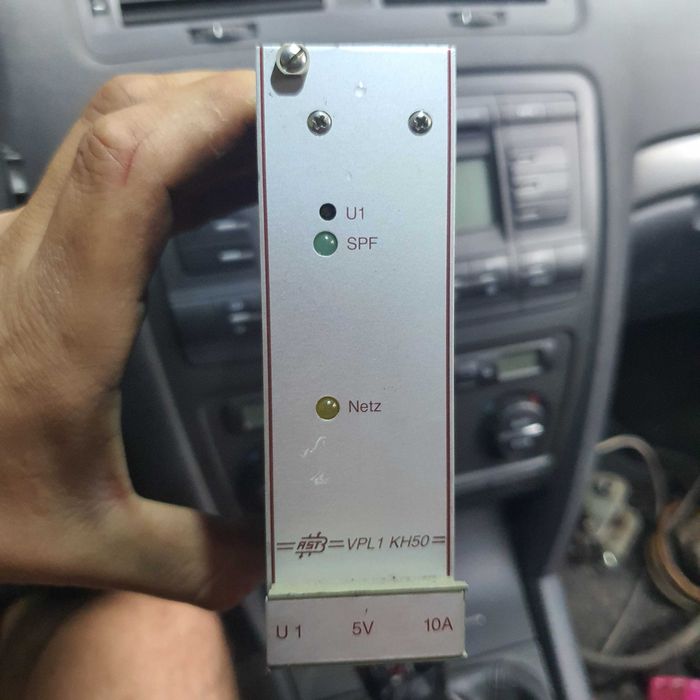 U1
SPF
Netz
RST VPL1 KH50
U 1 5V 10A